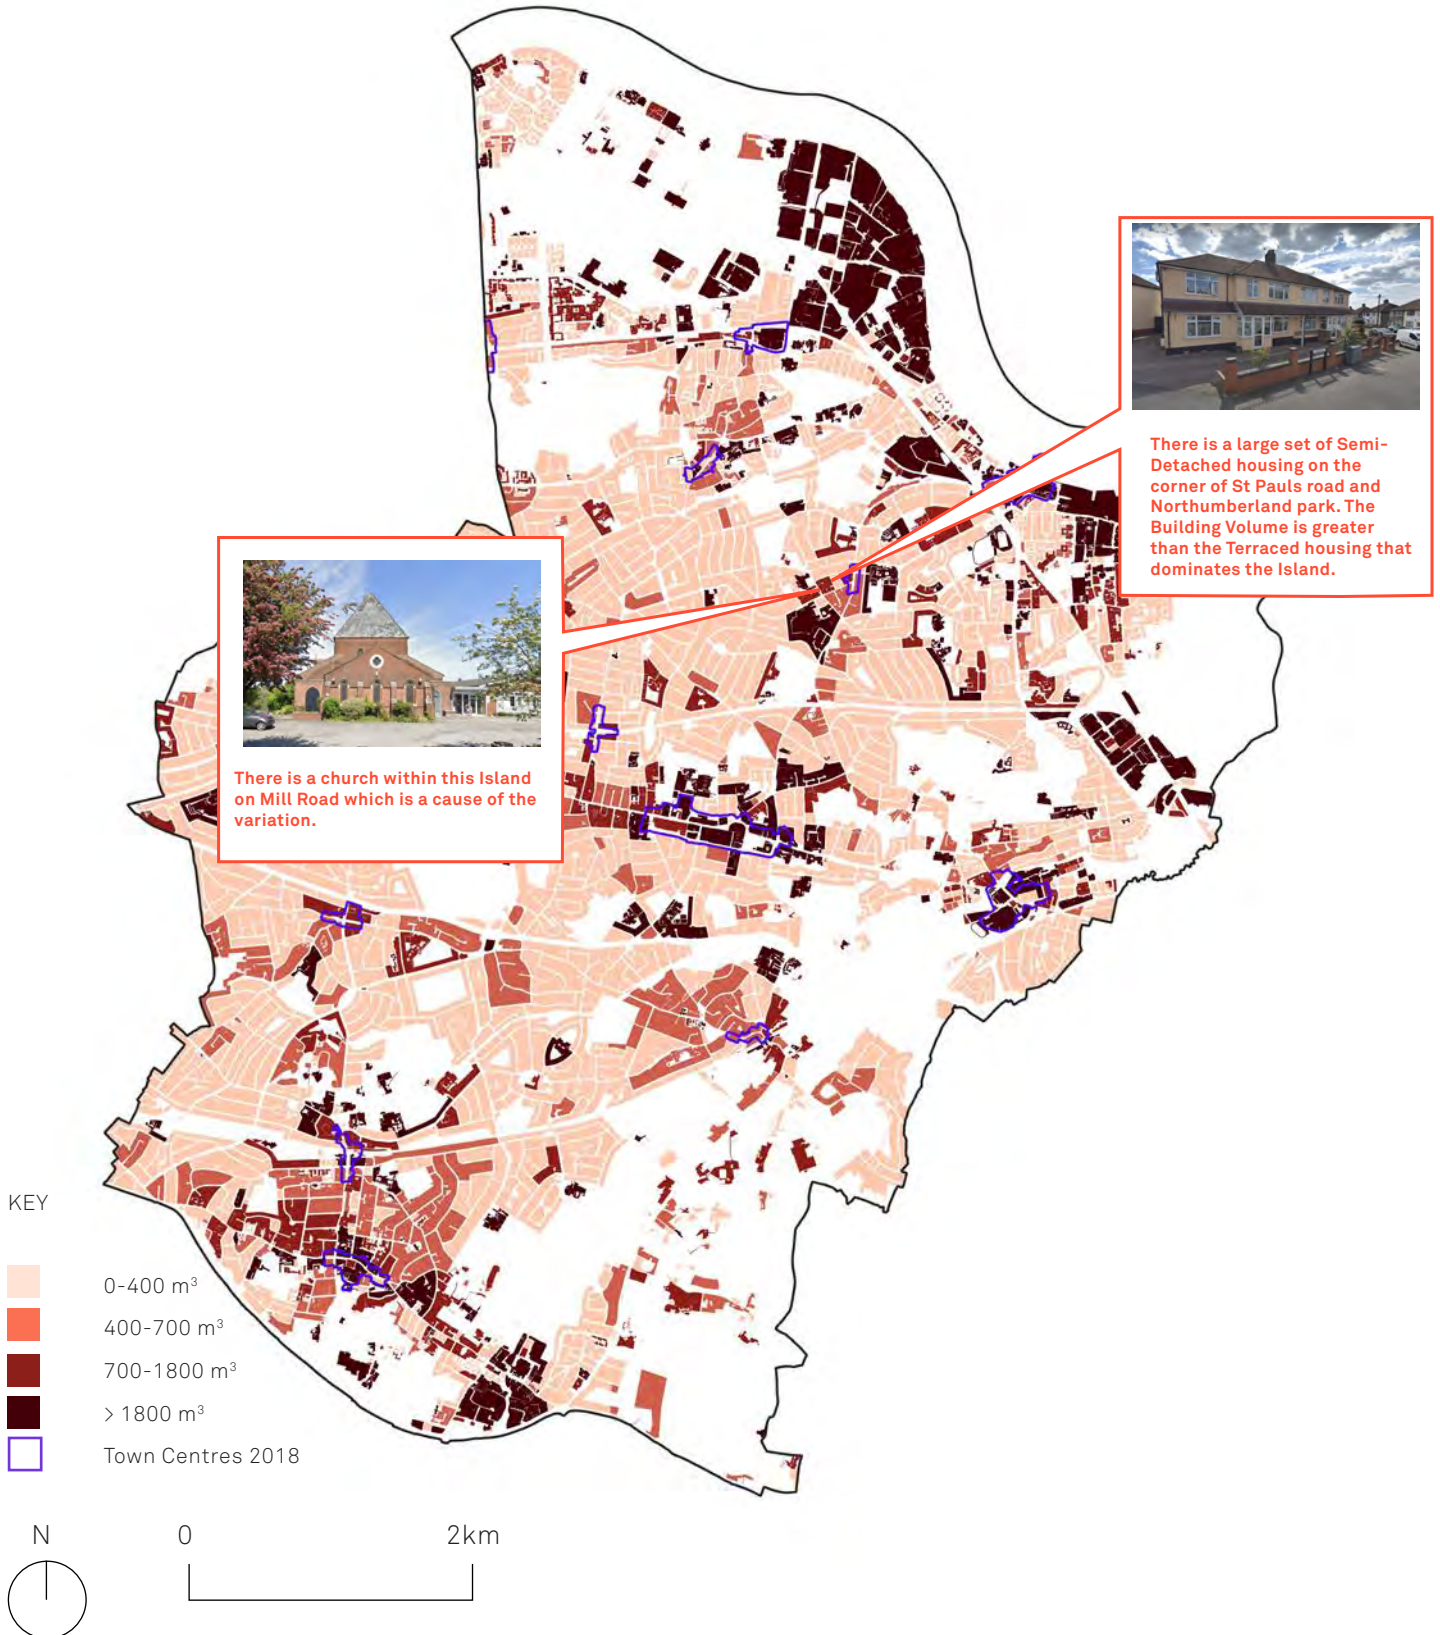 There is a large set of Semi-
Detached housing on the
corner of St Pauls road and
Northumberland park. The
Building Volume is greater
than the Terraced housing that
dominates the Island.
There is a church within this Island
on Mill Road which is a cause of the
variation.
KEY
0-400 m³
400-700 m³
700-1800 m³
> 1800 m³
Town Centres 2018
N
0
2km